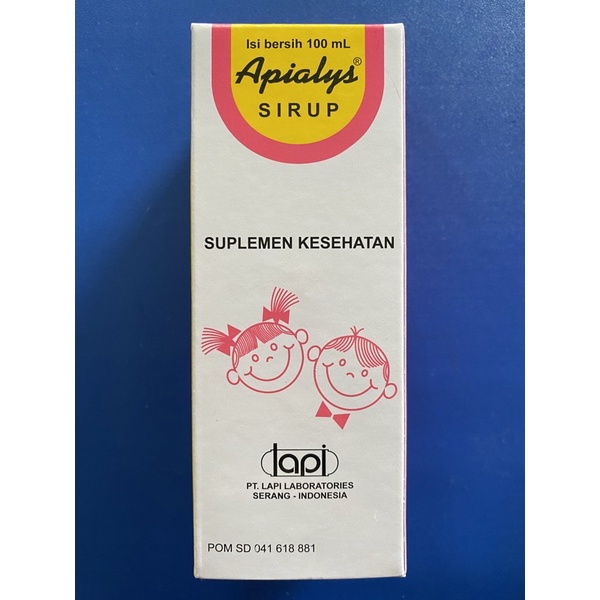 Isi bersih 100 mL
Apialys®
SIRUP
SUPLEMEN KESEHATAN
lapi
PT. LAPI LABORATORIES
SERANG - INDONESIA
POM SD 041 618 881